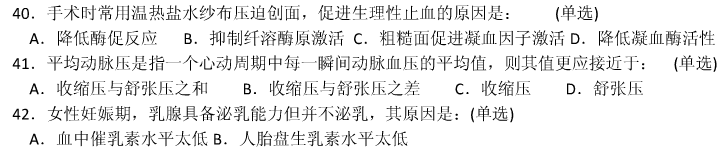 40. 手术时常用温热盐水纱布压迫创面，促进生理性止血的原因是： (单选)
A. 降低酶促反应 B. 抑制纤溶酶原激活 C. 粗糙面促进凝血因子激活 D. 降低凝血酶活性
41. 平均动脉压是指一个心动周期中每一瞬间动脉血压的平均值，则其值更应接近于： (单选)
A. 收缩压与舒张压之和 B. 收缩压与舒张压之差 C. 收缩压 D. 舒张压
42. 女性妊娠期，乳腺具备泌乳能力但并不泌乳，其原因是：(单选)
A. 血中催乳素水平太低 B. 人胎盘生乳素水平太低